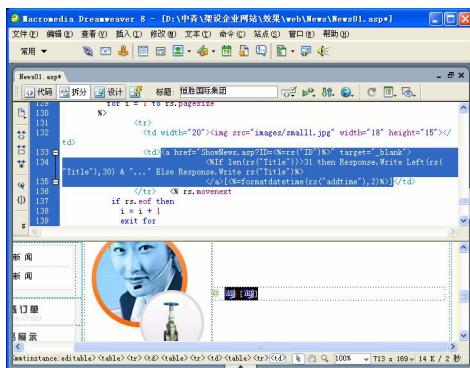 Macromedia Dreamweaver 8 - [D:\中青\架设企业网站\效果\web\News\News01.asp*]
文件(F) 编辑(E) 查看(V) 插入(I) 修改(M) 文本(T) 命令(C) 站点(S) 窗口(W) 帮助(H)
常用
News01.asp*
代码 拆分 设计 标题: 恒胜国际集团
129 for i = 1 to rs.pagesize
130 %>
131 <tr>
132 <td width="20"><img src="images/small1.jpg" width="18" height="15"></
td>
133 <td><a href="ShowNews.asp?ID=<%=rs("ID")%>" target="_blank">
134 <%If len(rs("Title"))>31 then Response.Write Left(rs(
"Title"),30) & "..." Else Response.Write rs("Title")%>
135 </a>[<%=formatdatetime(rs("addtime"),2)%>]</td>
136 </tr> <% rs.movenext
137 if rs.eof then
138 i = i + 1
139 exit for
新 闻
新 闻
订单
展示
<mmtinstance:editable> <table> <tr> <td> <table> <tr> <td> <table> <tr> <td> 100% 713 x 169 14 K / 2 秒